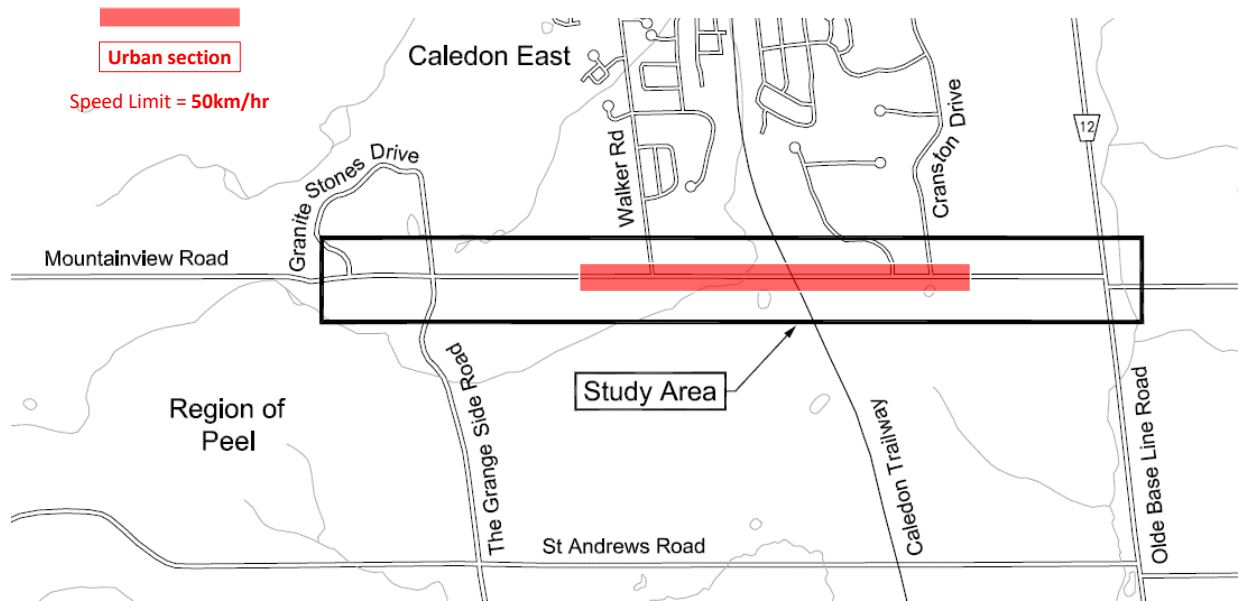 Urban section
Speed Limit = 50km/hr
Caledon East
12
Walker Rd
Cranston Drive
Granite Stones Drive
Mountainview Road
Study Area
Region of
Peel
The Grange Side Road
Caledon Trailway
Olde Base Line Road
St Andrews Road